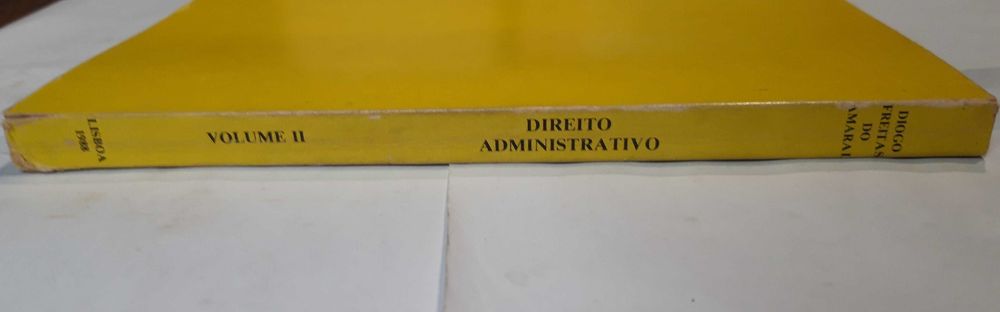 DIOGO
FREITAS
DO
AMARAL
DIREITO
ADMINISTRATIVO
VOLUME II
LISBOA
1988